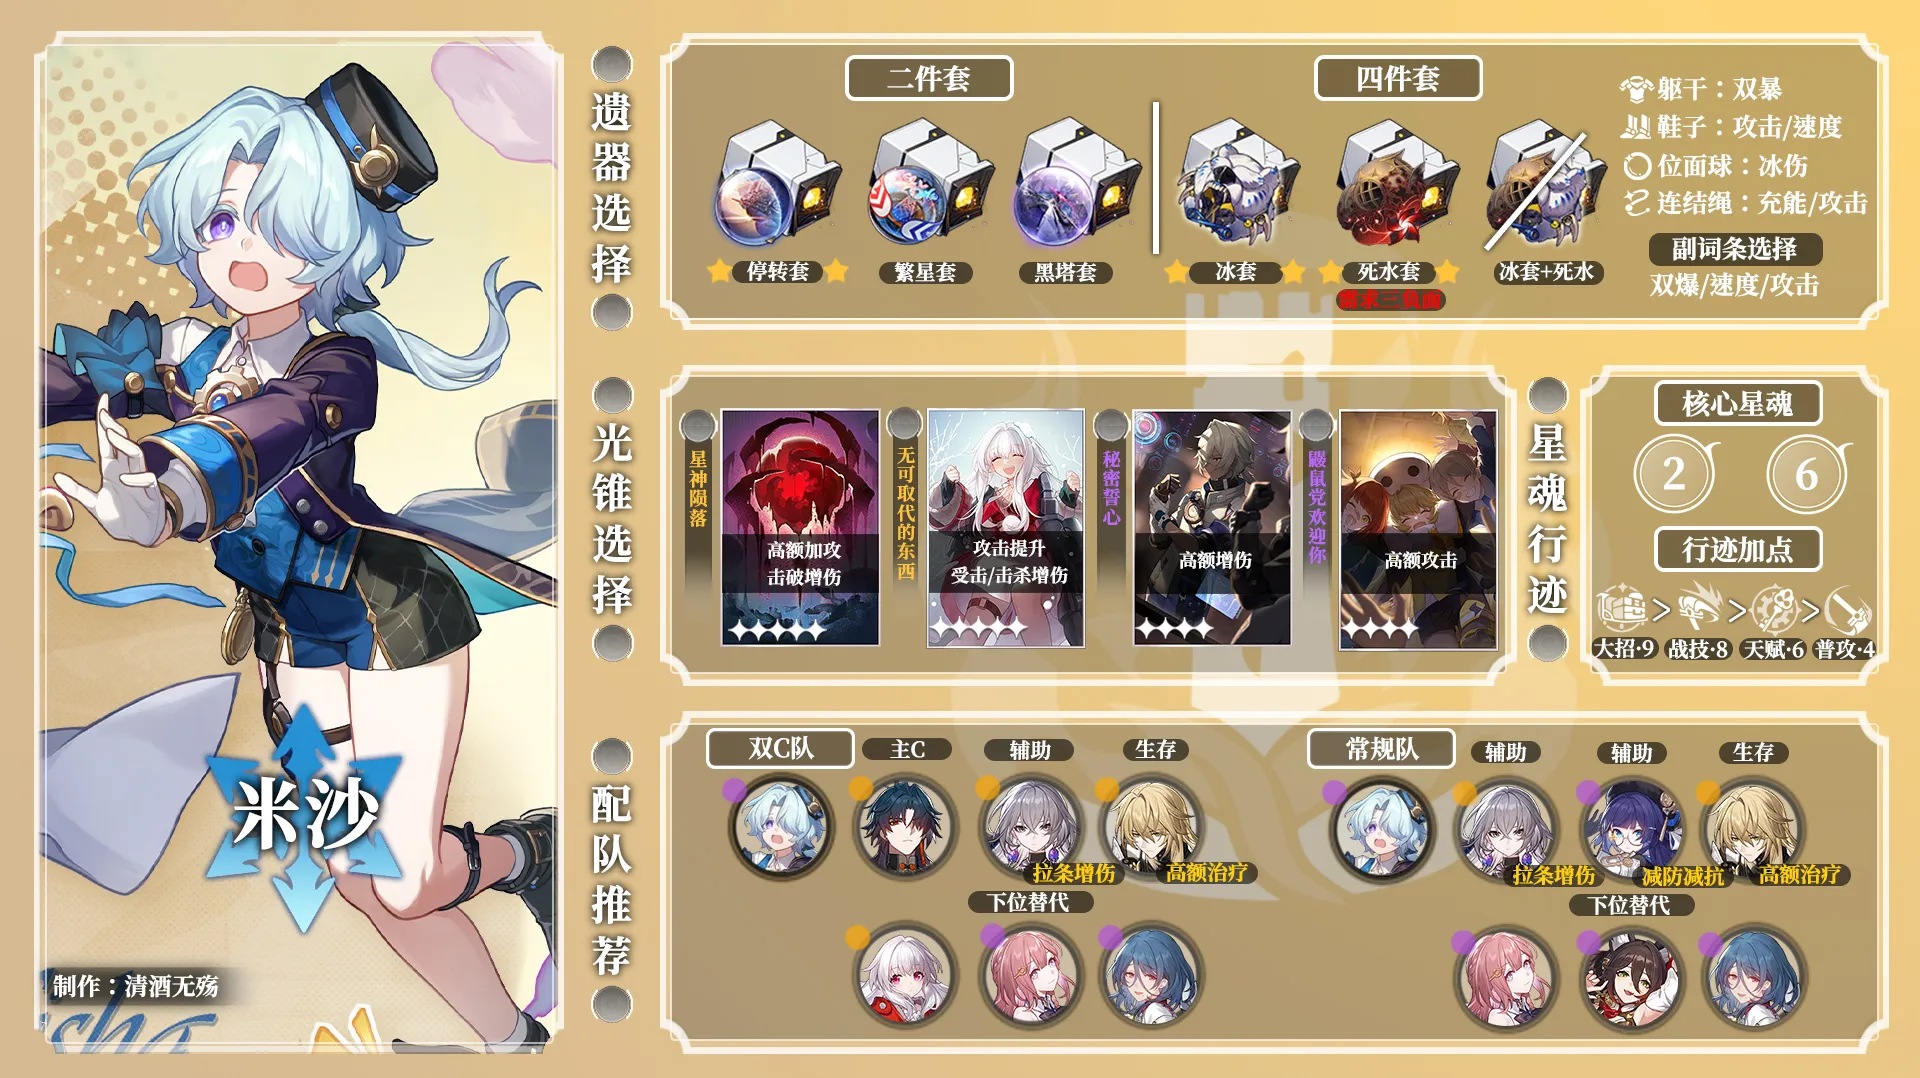 遗器选择
二件套
四件套
停转套
繁星套
黑塔套
冰套
死水套
需求三负面
冰套+死水
躯干：双暴
鞋子：攻击/速度
位面球：冰伤
连结绳：充能/攻击
副词条选择
双爆/速度/攻击
光锥选择
星神陨落
高额加攻
击破增伤
无可取代的东西
攻击提升
受击/击杀增伤
秘密誓心
高额增伤
鼹鼠党欢迎你
高额攻击
星魂行迹
核心星魂
2
6
行迹加点
> > >
大招·9 战技·8 天赋·6 普攻·4
配队推荐
双C队
主C
辅助
生存
拉条增伤
高额治疗
下位替代
常规队
辅助
辅助
生存
拉条增伤
减防减抗
高额治疗
下位替代
米沙
制作：清酒无殇
sha